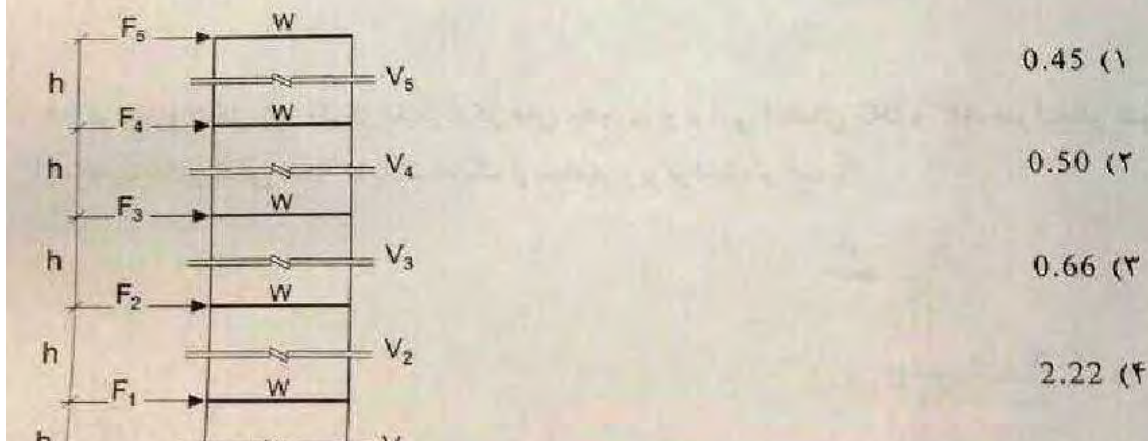 F₅ W
0.45 (۱
h V₅
F₄ W
0.50 (۲
h V₄
F₃ W
h V₃
0.66 (۳
F₂ W
h V₂
2.22 (۴
F₁ W
h V